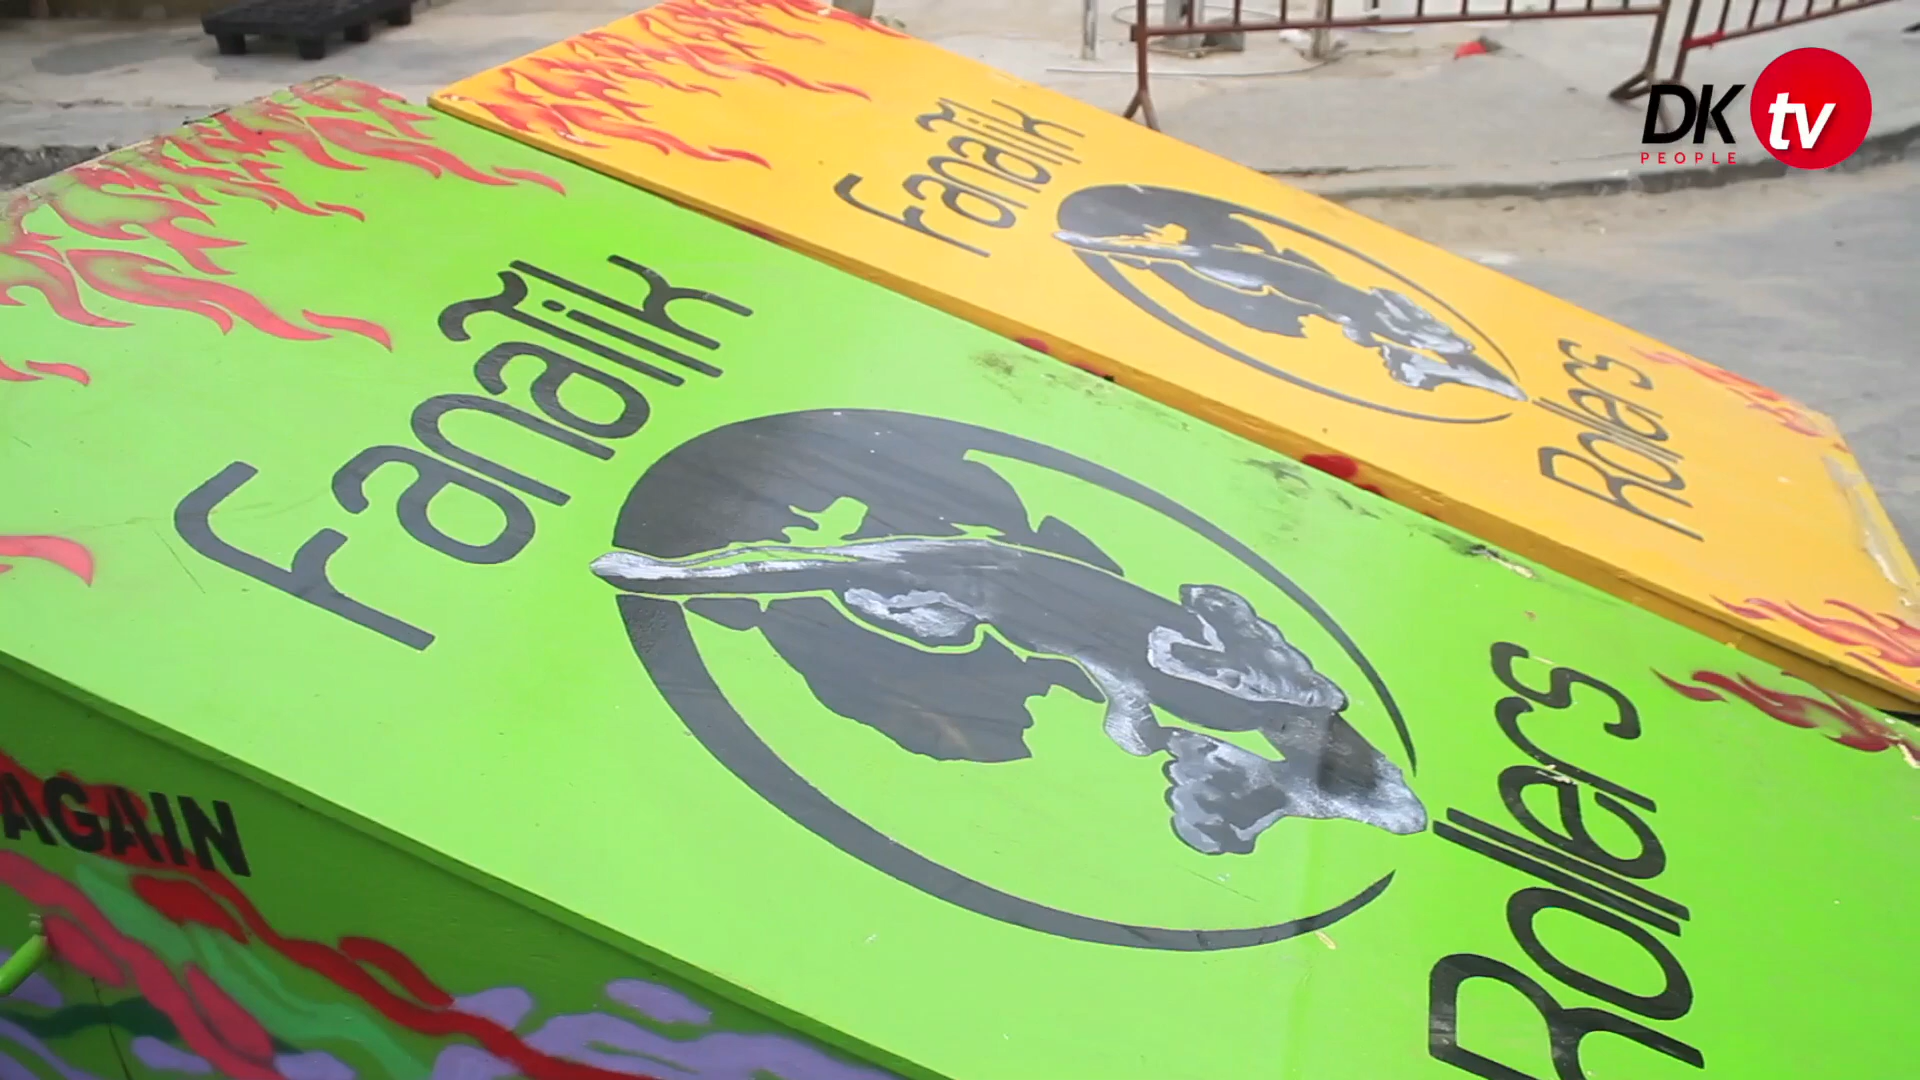 DK tv
PEOPLE
Fanatik
Rollers
Fanatik
Rollers
AGAIN